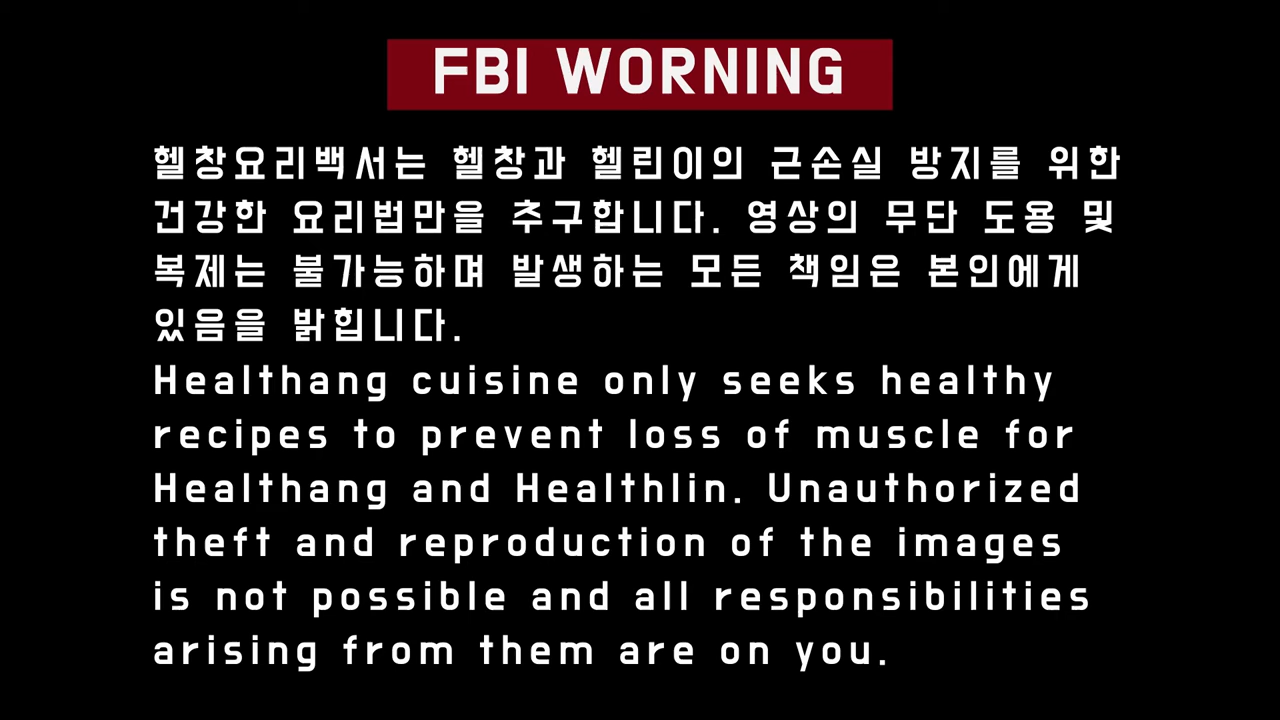 FBI WORNING
헬창요리백서는 헬창과 헬린이의 근손실 방지를 위한
건강한 요리법만을 추구합니다. 영상의 무단 도용 및
복제는 불가능하며 발생하는 모든 책임은 본인에게
있음을 밝힙니다.
Healthang cuisine only seeks healthy
recipes to prevent loss of muscle for
Healthang and Healthlin. Unauthorized
theft and reproduction of the images
is not possible and all responsibilities
arising from them are on you.